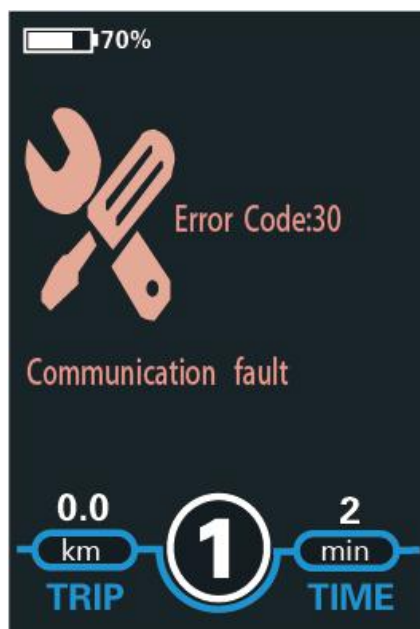 70%
Error Code:30
Communication fault
0.0
km
TRIP
1
2
min
TIME